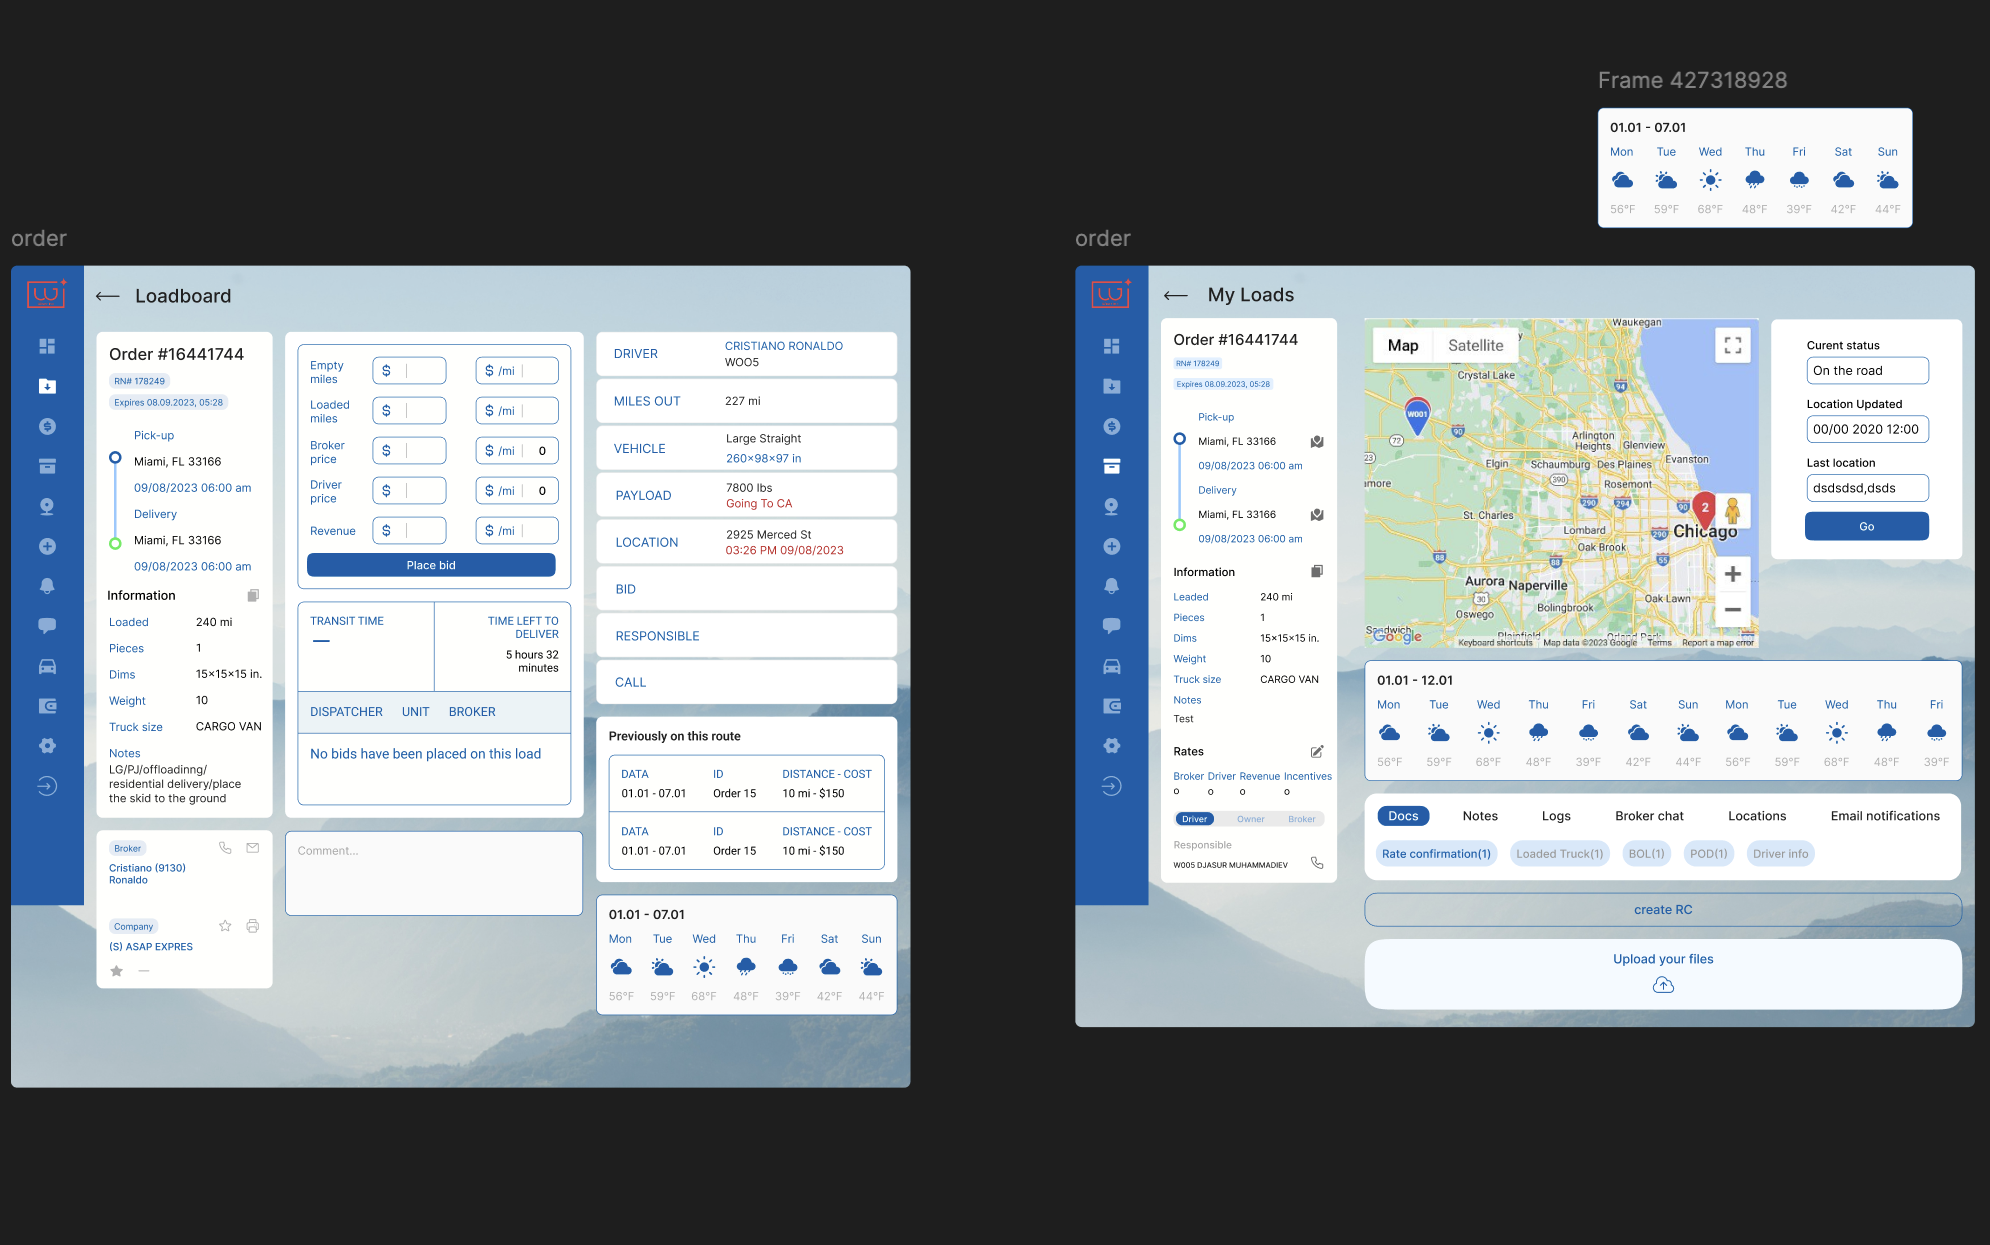 Frame 427318928
01.01 - 07.01
Mon Tue Wed Thu Fri Sat Sun
56°F 59°F 68°F 48°F 39°F 42°F 44°F
order
Loadboard
Order #16441744
RN# 178249
Expires 08.09.2023, 05:28
Pick-up
Miami, FL 33166
09/08/2023 06:00 am
Delivery
Miami, FL 33166
09/08/2023 06:00 am
Information
Loaded 240 mi
Pieces 1
Dims 15×15×15 in.
Weight 10
Truck size CARGO VAN
Notes
LG/PJ/offloadinng/
residential delivery/place
the skid to the ground
Broker
Cristiano (9130)
Ronaldo
Company
(S) ASAP EXPRES
Empty
miles
$ $ /mi
Loaded
miles
$ $ /mi
Broker
price
$ $ /mi 0
Driver
price
$ $ /mi 0
Revenue $ $ /mi
Place bid
TRANSIT TIME
—
TIME LEFT TO
DELIVER
5 hours 32
minutes
DISPATCHER UNIT BROKER
No bids have been placed on this load
Comment...
DRIVER
CRISTIANO RONALDO
WOO5
MILES OUT 227 mi
VEHICLE
Large Straight
260×98×97 in
PAYLOAD
7800 lbs
Going To CA
LOCATION
2925 Merced St
03:26 PM 09/08/2023
BID
RESPONSIBLE
CALL
Previously on this route
DATA ID DISTANCE - COST
01.01 - 07.01 Order 15 10 mi - $150
DATA ID DISTANCE - COST
01.01 - 07.01 Order 15 10 mi - $150
01.01 - 07.01
Mon Tue Wed Thu Fri Sat Sun
56°F 59°F 68°F 48°F 39°F 42°F 44°F
order
My Loads
Order #16441744
RN# 178249
Expires 08.09.2023, 05:28
Pick-up
Miami, FL 33166
09/08/2023 06:00 am
Delivery
Miami, FL 33166
09/08/2023 06:00 am
Information
Leaded 240 mi
Pieces 1
Dims 15×15×15 in.
Weight 10
Truck size CARGO VAN
Notes
Test
Rates
Broker Driver Revenue Incentives
0 0 0 0
Driver Owner Broker
Responsible
W005 DJASUR MUHAMMADIEV
Map Satellite
Waukegan
Crystal Lake
94
W001
90
72
Arlington
Heights
Glenview
Evanston
23
Elgin
Schaumburg
Des Plaines
amore
390
Rosemont
290
294
90
2
St. Charles
Lombard
290
Chicago
Oak Brook
88
88
55
Aurora
Naperville
30
Oak Lawn
Bolingbrook
Oswego
Sandwich
Plainfield
Orland Park
Google
Keyboard shortcuts Map data ©2023 Google Terms Report a map error
Curent status
On the road
Location Updated
00/00 2020 12:00
Last location
dsdsdsd,dsds
Go
01.01 - 12.01
Mon Tue Wed Thu Fri Sat Sun Mon Tue Wed Thu Fri
56°F 59°F 68°F 48°F 39°F 42°F 44°F 56°F 59°F 68°F 48°F 39°F
Docs Notes Logs Broker chat Locations Email notifications
Rate confirmation(1) Loaded Truck(1) BOL(1) POD(1) Driver info
create RC
Upload your files